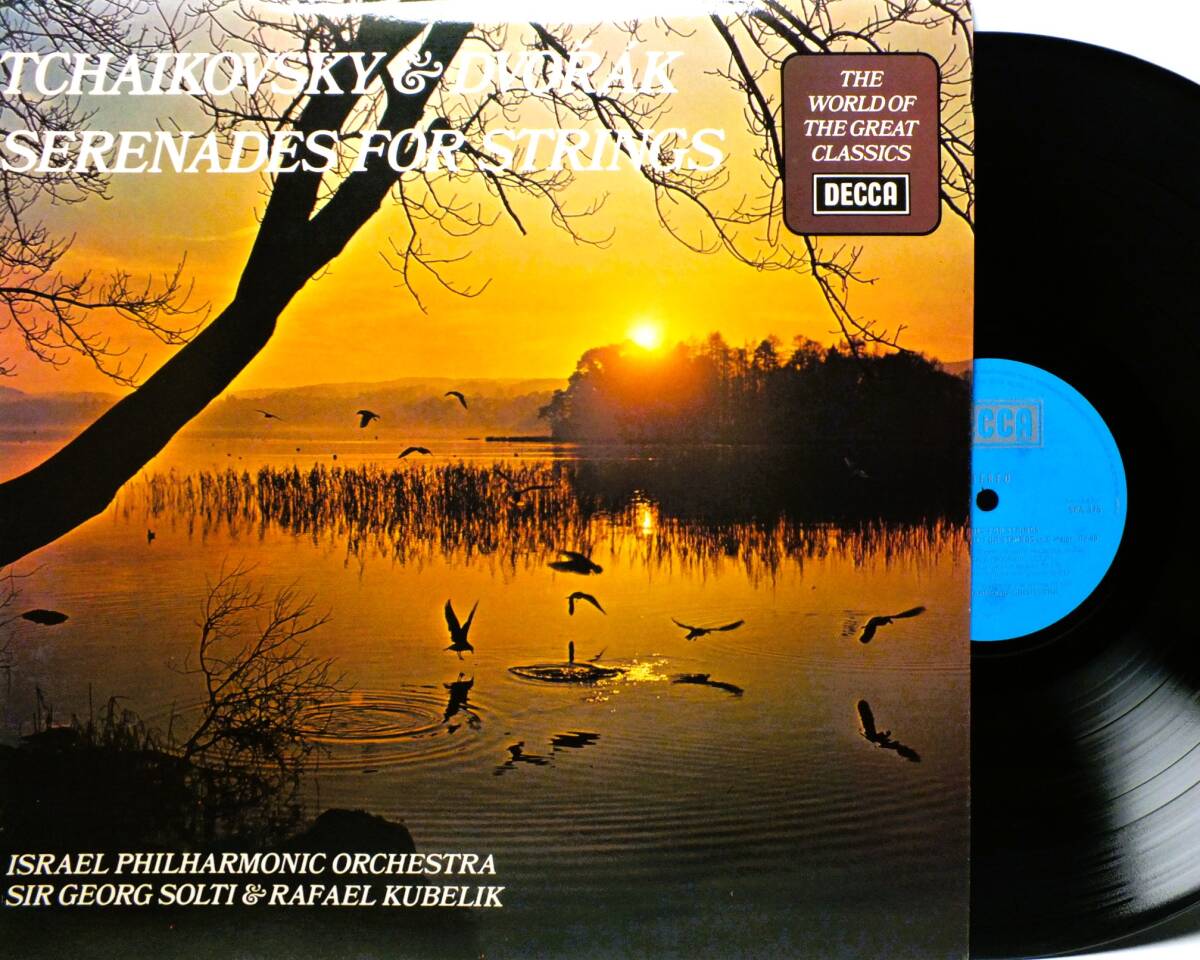 TCHAIKOVSKY & DVOŘÁK
SERENADES FOR STRINGS
THE
WORLD OF
THE GREAT
CLASSICS
DECCA
ISRAEL PHILHARMONIC ORCHESTRA
SIR GEORG SOLTI & RAFAEL KUBELIK
CCA